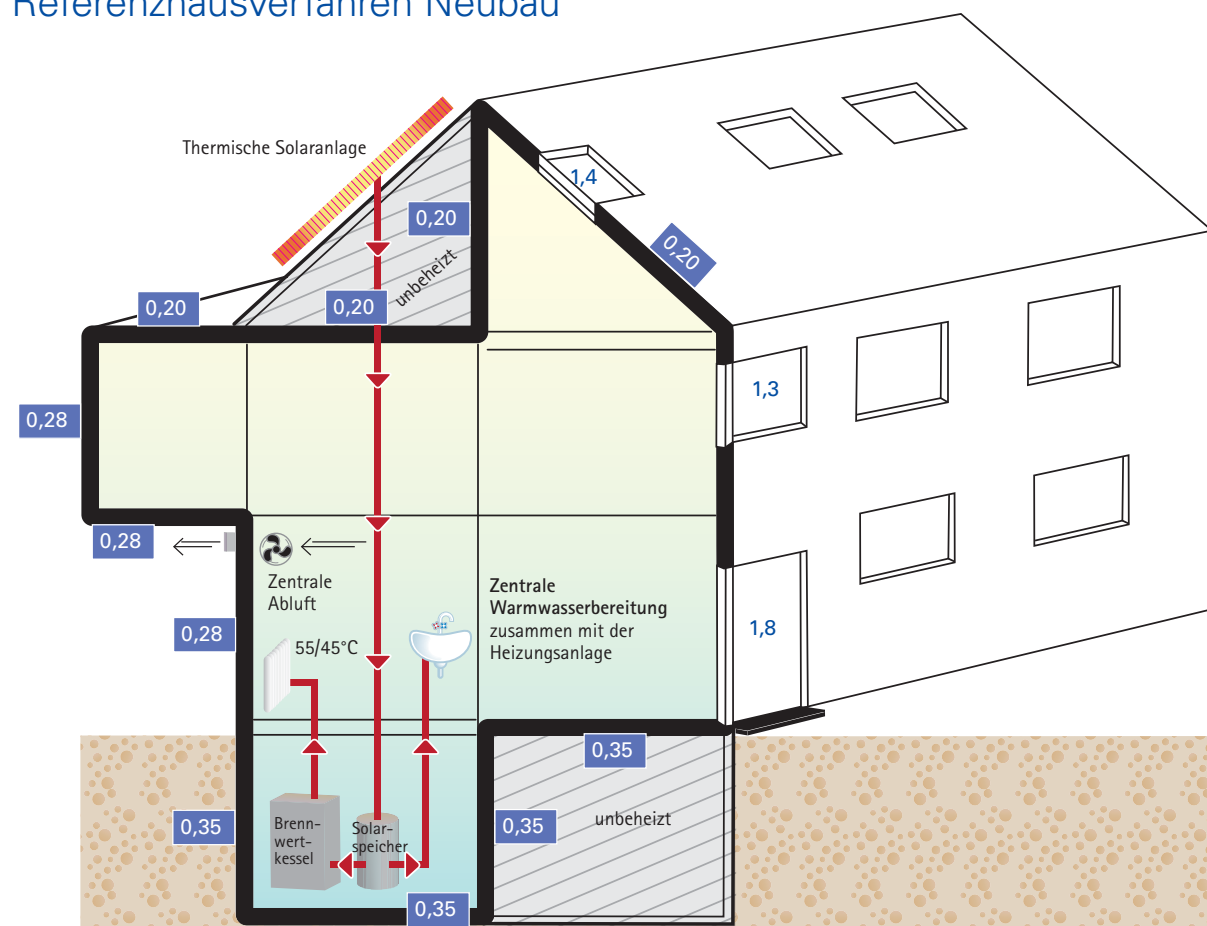 Referenzhausverfahren Neubau
Thermische Solaranlage
1,4
0,20
0,20
unbeheizt
0,20
0,20
1,3
0,28
0,28
Zentrale
Abluft
Zentrale
Warmwasserbereitung
zusammen mit der
Heizungsanlage
0,28
55/45°C
1,8
0,35
0,35
Brenn-
wert-
kessel
Solar-
speicher
0,35
unbeheizt
0,35